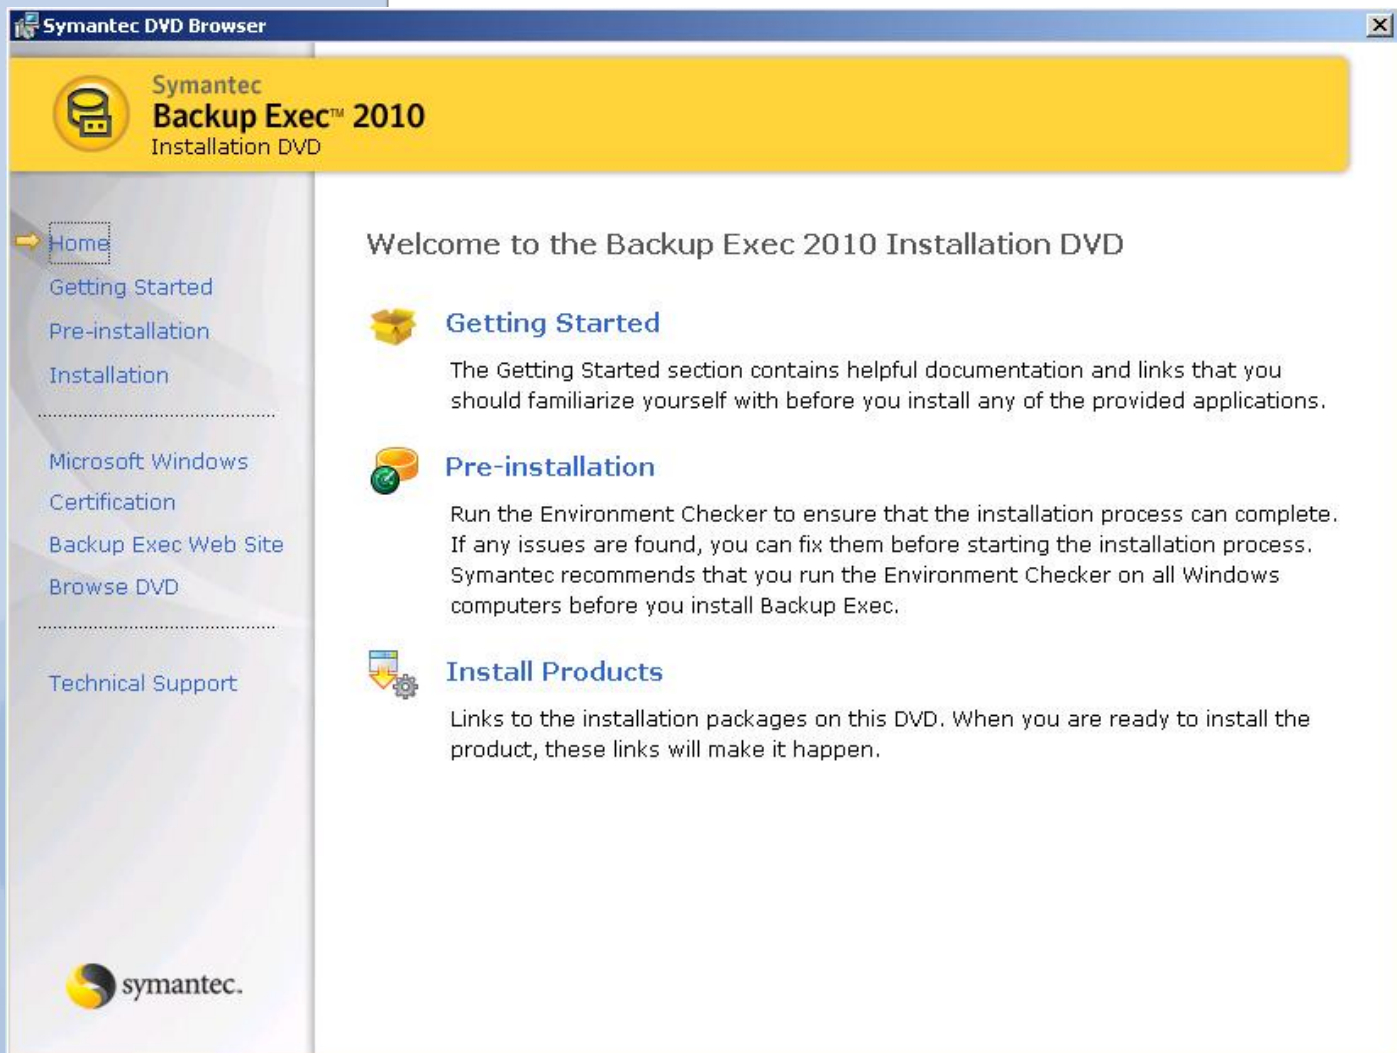 Symantec DVD Browser
Symantec
Backup Exec™ 2010
Installation DVD
Home
Getting Started
Pre-installation
Installation
Microsoft Windows
Certification
Backup Exec Web Site
Browse DVD
Technical Support
symantec.
Welcome to the Backup Exec 2010 Installation DVD
Getting Started
The Getting Started section contains helpful documentation and links that you
should familiarize yourself with before you install any of the provided applications.
Pre-installation
Run the Environment Checker to ensure that the installation process can complete.
If any issues are found, you can fix them before starting the installation process.
Symantec recommends that you run the Environment Checker on all Windows
computers before you install Backup Exec.
Install Products
Links to the installation packages on this DVD. When you are ready to install the
product, these links will make it happen.